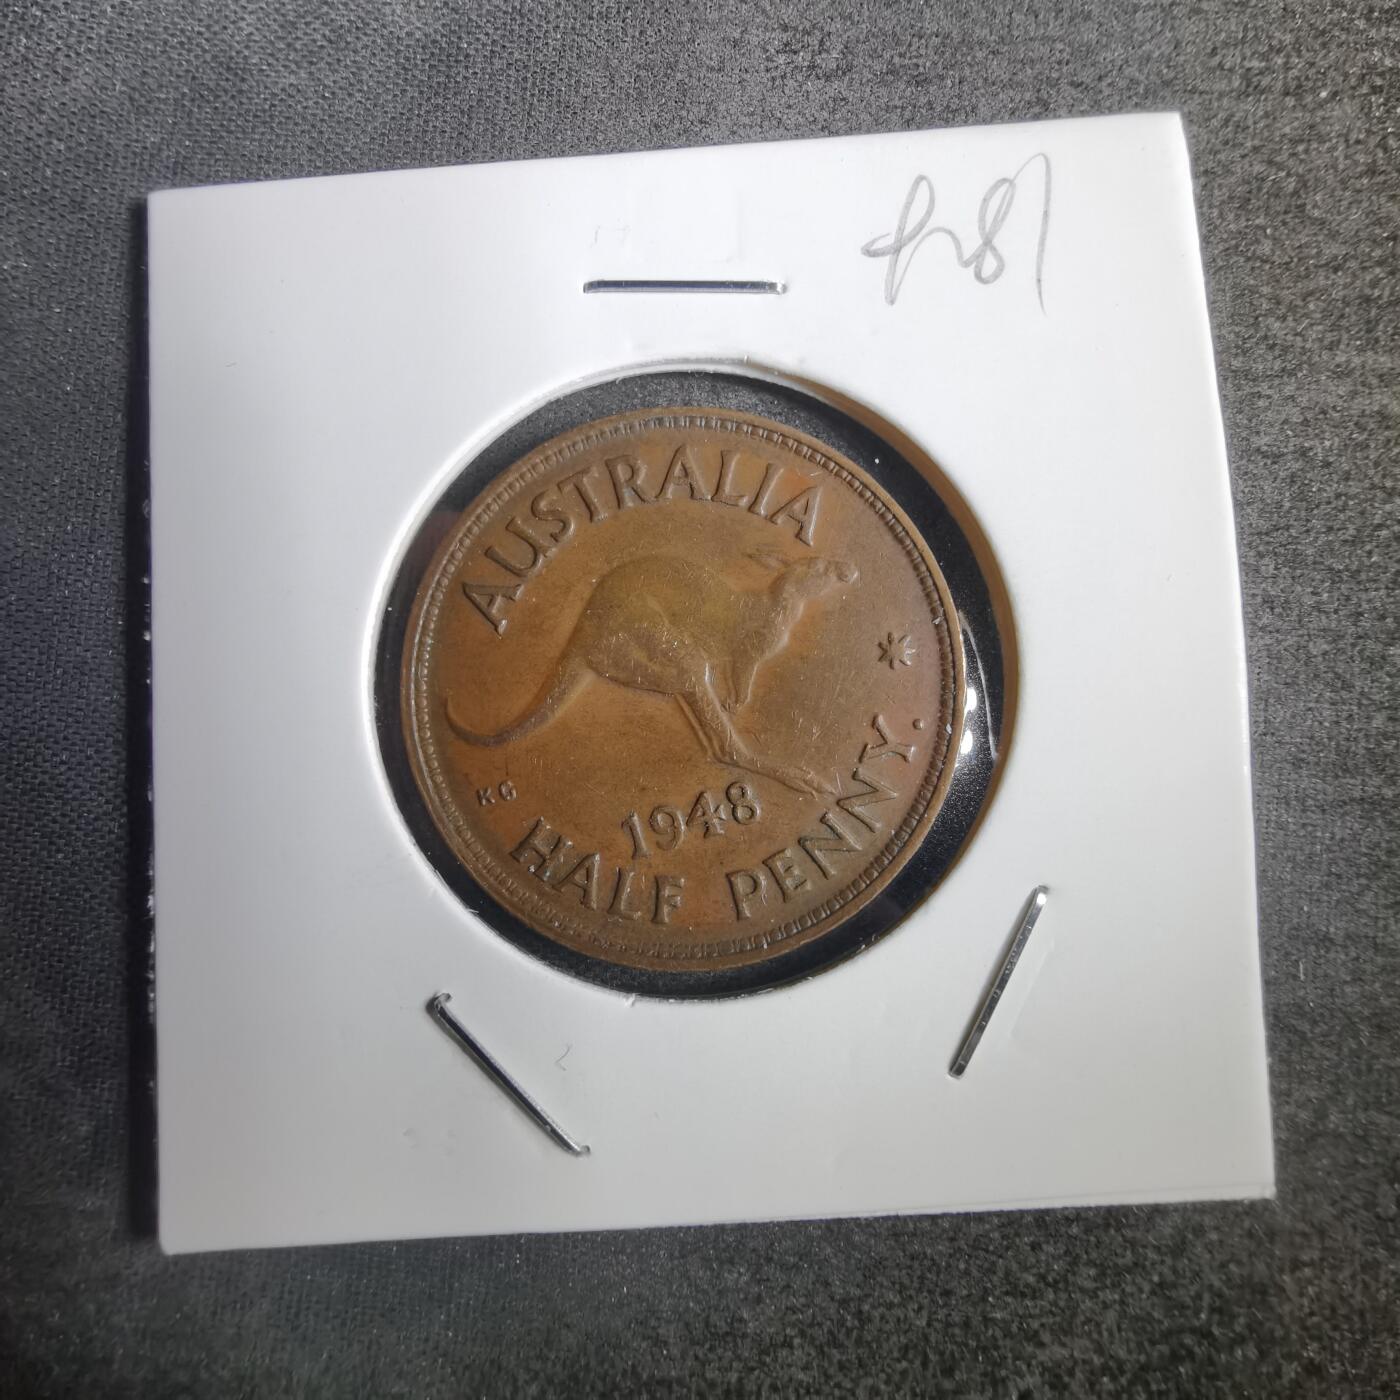 AUSTRALIA
KG
1948
HALF PENNY.